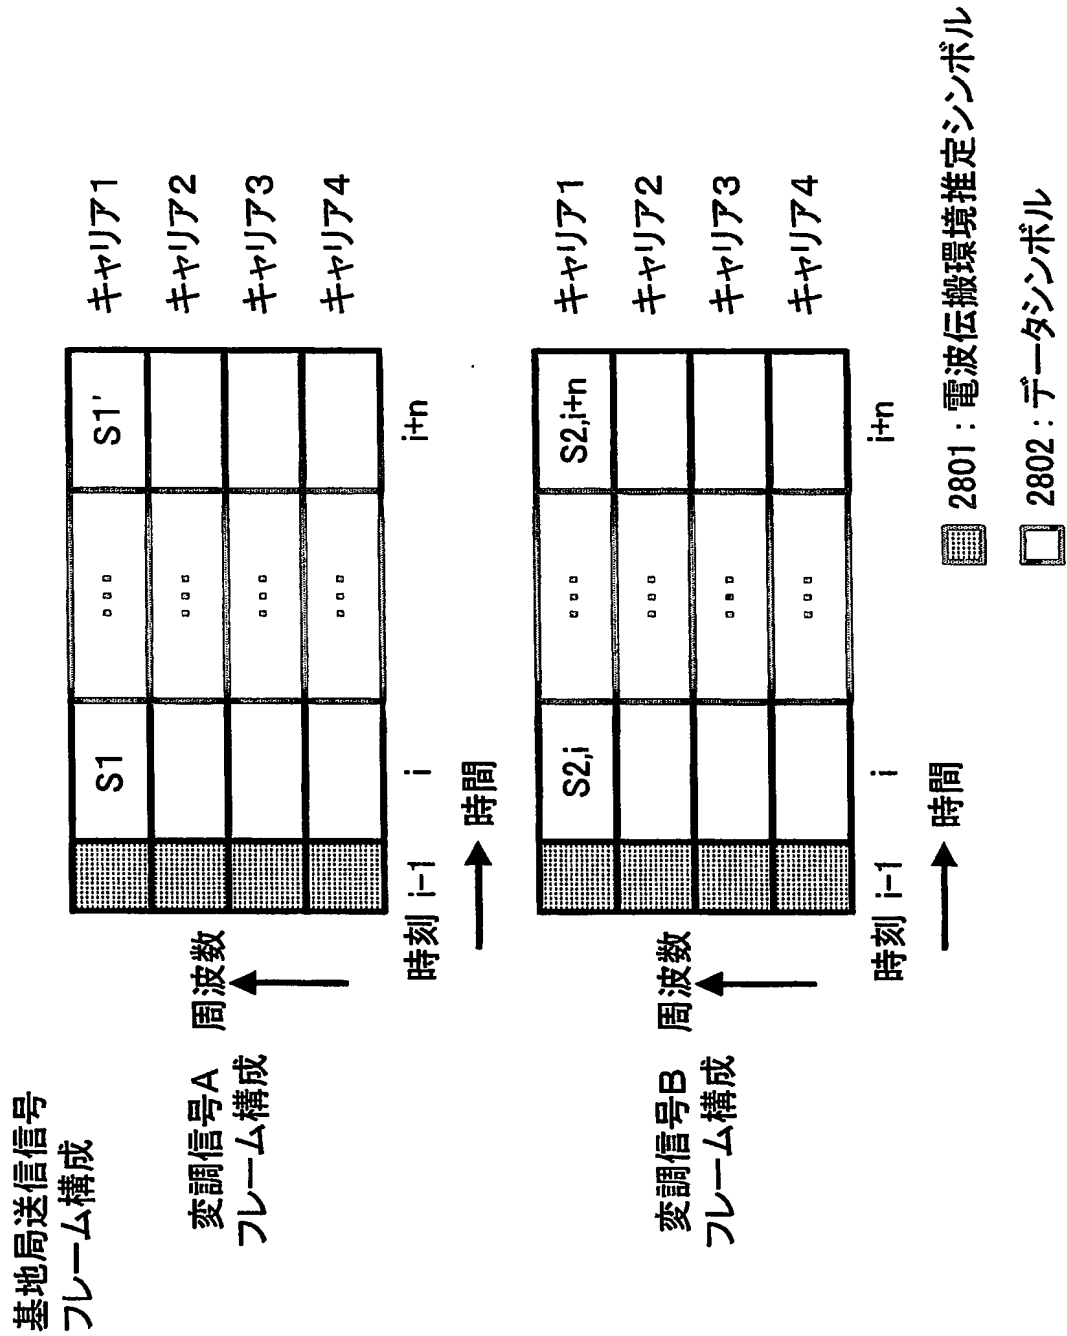 基地局送信信号
フレーム構成
変調信号A
フレーム構成
周波数
S1
...
S1'
キャリア1
...
キャリア2
...
キャリア3
...
キャリア4
時刻 i-1
i
i+n
時間
変調信号B
フレーム構成
周波数
S2,i
...
S2,i+n
キャリア1
...
キャリア2
...
キャリア3
...
キャリア4
時刻 i-1
i
i+n
時間
2801：電波伝搬環境推定シンボル
2802：データシンボル